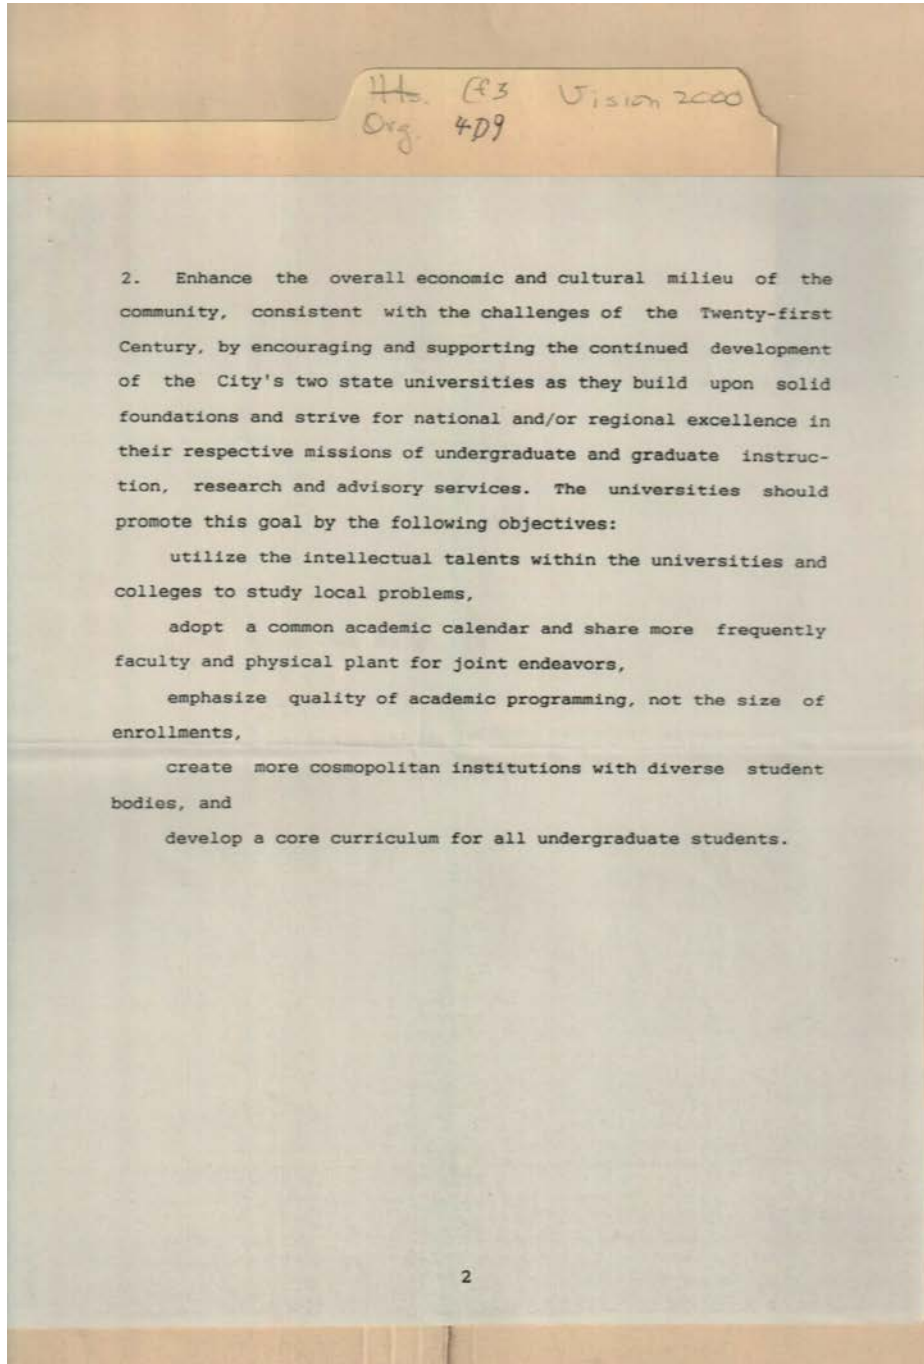 Hs. Cf3 Vision 2000
Org. 4D9
2. Enhance the overall economic and cultural milieu of the
community, consistent with the challenges of the Twenty-first
Century, by encouraging and supporting the continued development
of the City's two state universities as they build upon solid
foundations and strive for national and/or regional excellence in
their respective missions of undergraduate and graduate instruc-
tion, research and advisory services. The universities should
promote this goal by the following objectives:
utilize the intellectual talents within the universities and
colleges to study local problems,
adopt a common academic calendar and share more frequently
faculty and physical plant for joint endeavors,
emphasize quality of academic programming, not the size of
enrollments,
create more cosmopolitan institutions with diverse student
bodies, and
develop a core curriculum for all undergraduate students.
2